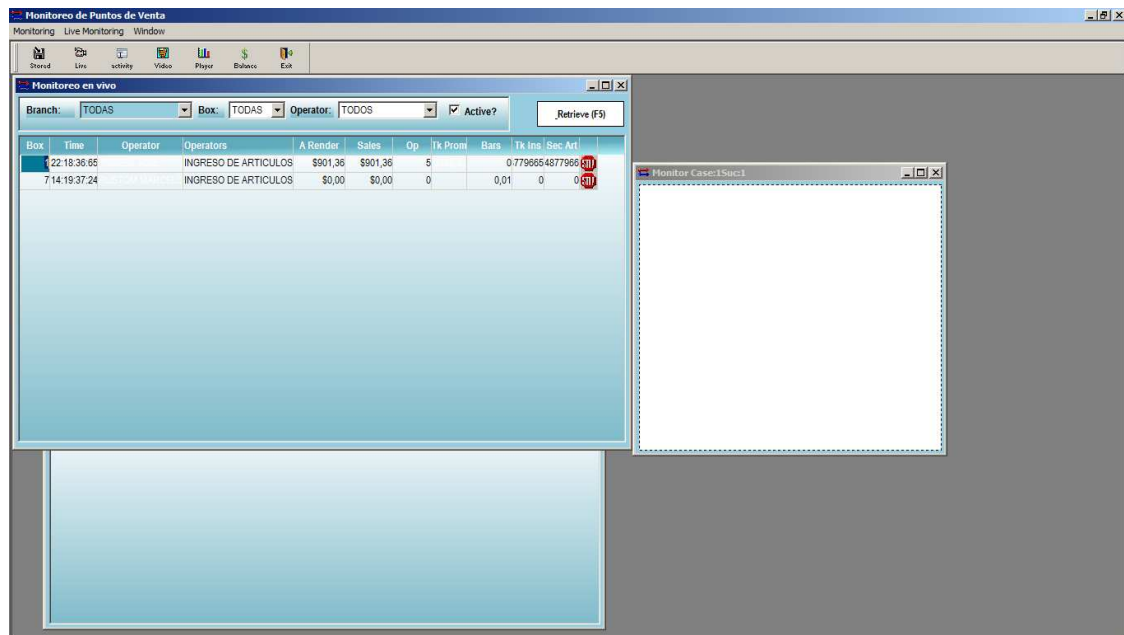 Monitoreo de Puntos de Venta
Monitoring Live Monitoring Window
Stored Live activity Video Player Balance Exit
Monitoreo en vivo
Branch: TODAS Box: TODAS Operator: TODOS Active? Retrieve (F5)
Box Time Operator Operators A Render Sales Op Tk Prom Bars Tk Ins Sec Art
1 22:18:36:65 INGRESO DE ARTICULOS $901,36 $901,36 5
7 14:19:37:24 INGRESO DE ARTICULOS $0,00 $0,00 0 0,01 0 0
Monitor Case:1Suc:1